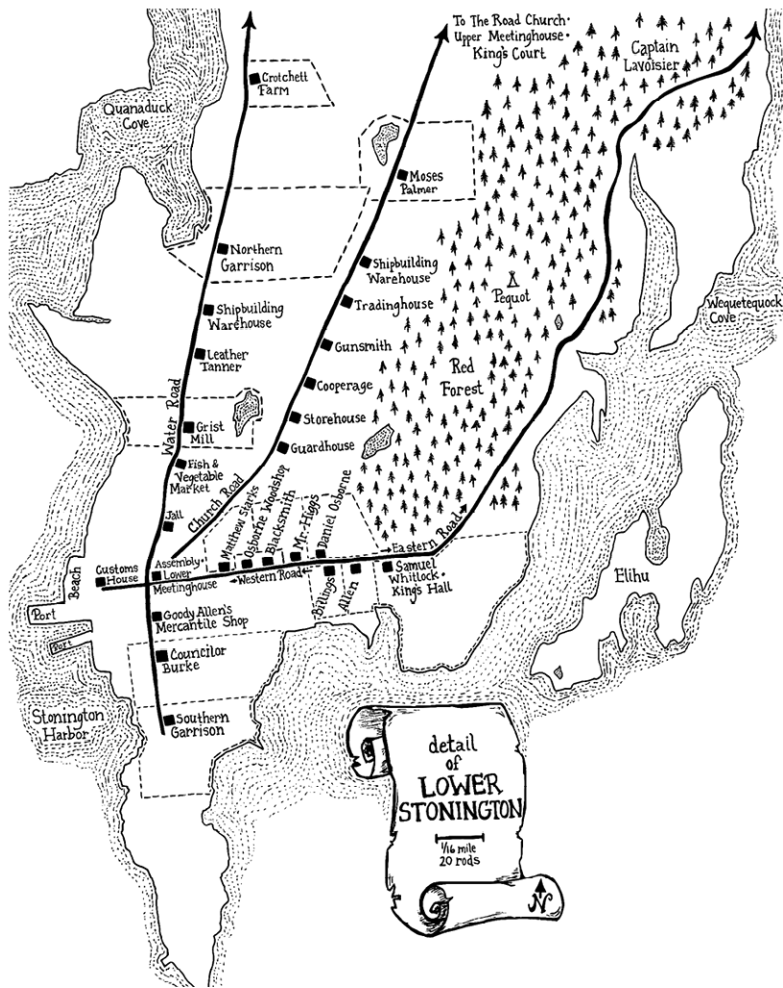 To The Road Church·
Upper Meetinghouse·
King's Court
Captain
Lavoisier
Crotchett
Farm
Quanaduck
Cove
Moses
Palmer
Northern
Garrison
Shipbuilding
Warehouse
Pequot
Tradinghouse
Wequetequock
Cove
Shipbuilding
Warehouse
Gunsmith
Leather
Tanner
Red
Forest
Cooperage
Water Road
Storehouse
Grist
Mill
Guardhouse
Fish &
Vegetable
Market
Church Road
Jail
Matthew Starks
Osborne Woodshop
Blacksmith
Mr. Higgs
Daniel Osborne
Eastern Road
Customs
House
Beach
Assembly·
Lower
Meetinghouse
Western Road
Billings
Allen
Samuel
Whitlock·
King's Hall
Elihu
Port
Port
Goody Allen's
Mercantile Shop
Councilor
Burke
Stonington
Harbor
Southern
Garrison
detail
of
LOWER
STONINGTON
1/16 mile
20 rods
N